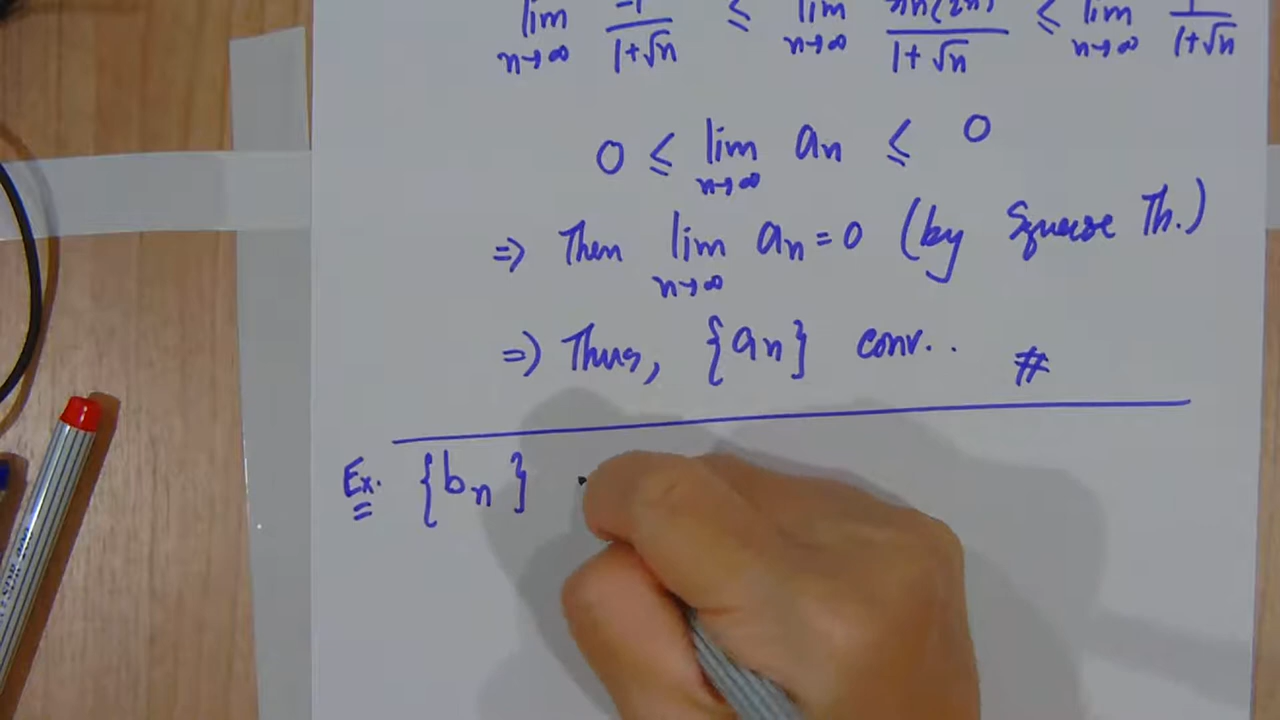 lim n→∞ -1/(1+√n) ≤ lim n→∞ sin(2n)/(1+√n) ≤ lim n→∞ 1/(1+√n)
0 ≤ lim n→∞ an ≤ 0
⇒ Then lim n→∞ an = 0 (by Squeeze Th.)
⇒ Thus, {an} conv.. #
Ex. {bn}